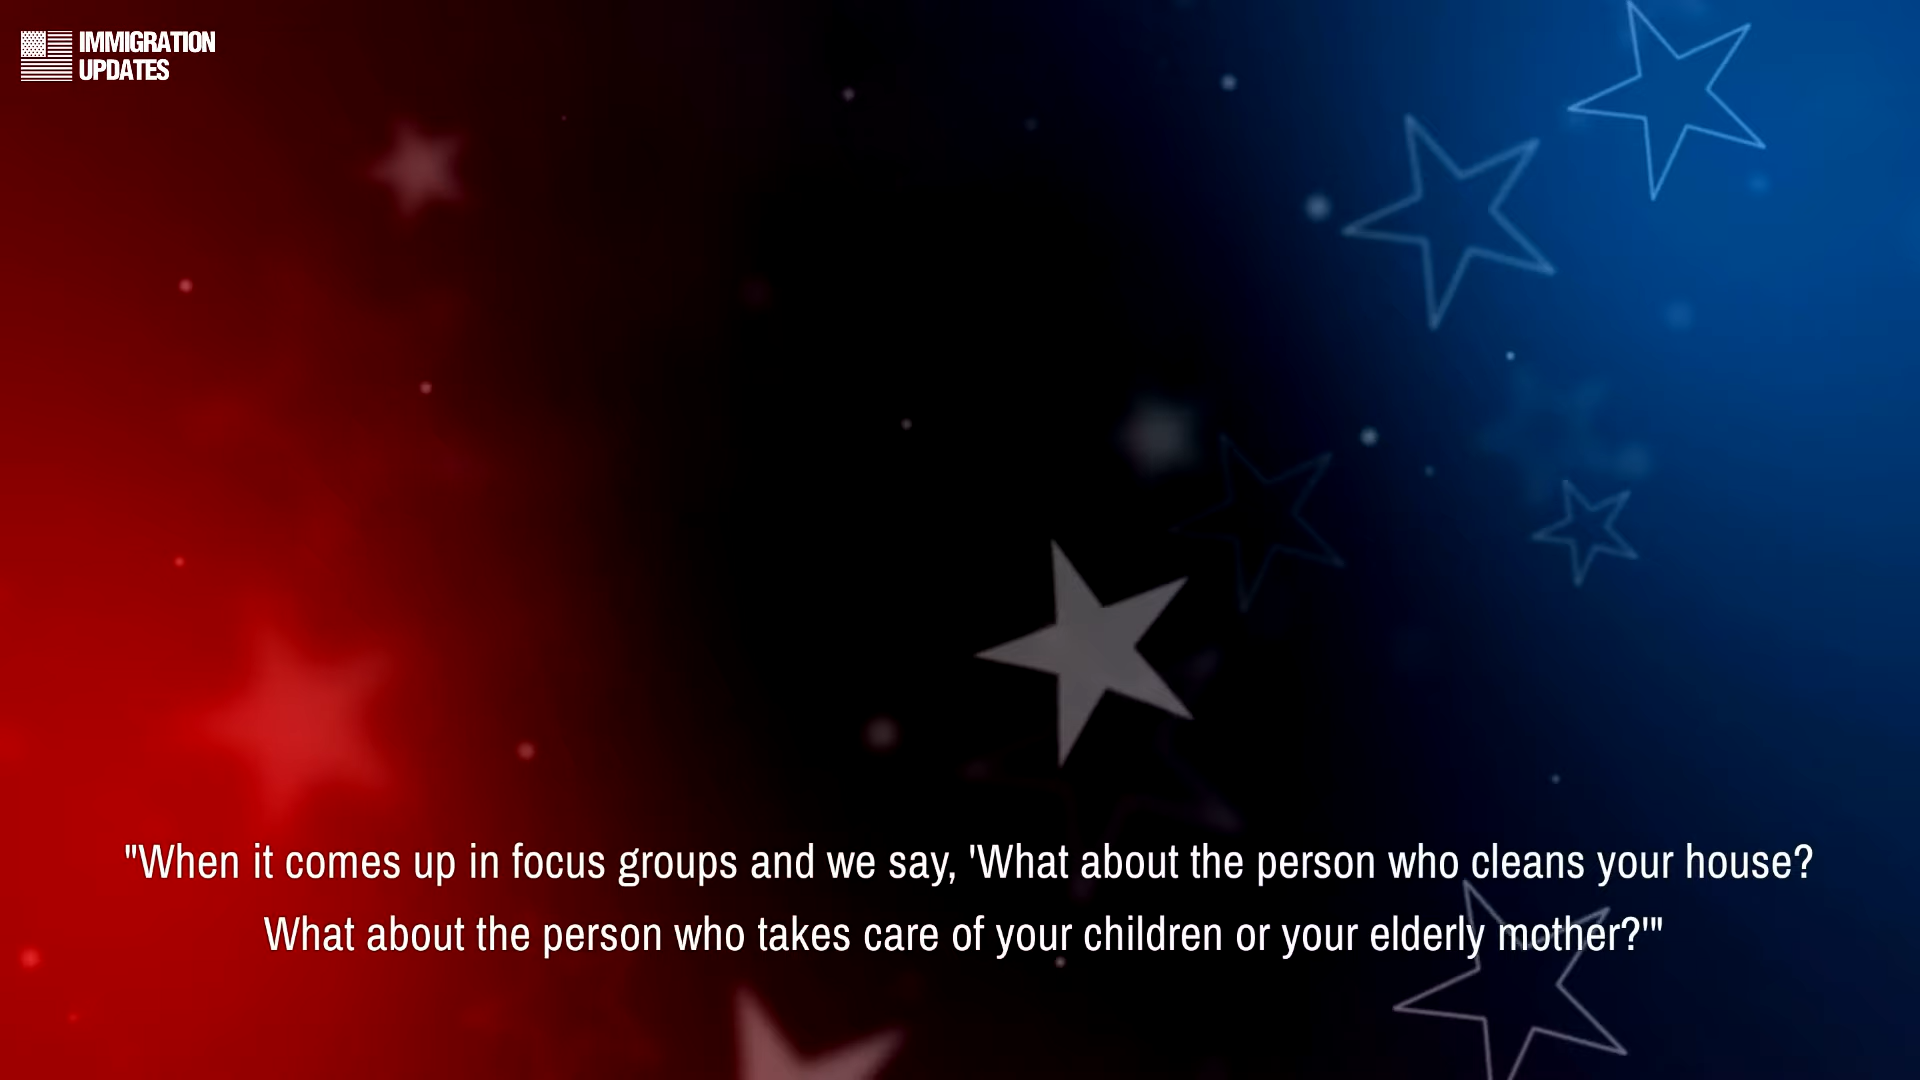 IMMIGRATION
UPDATES
"When it comes up in focus groups and we say, 'What about the person who cleans your house?
What about the person who takes care of your children or your elderly mother?'"